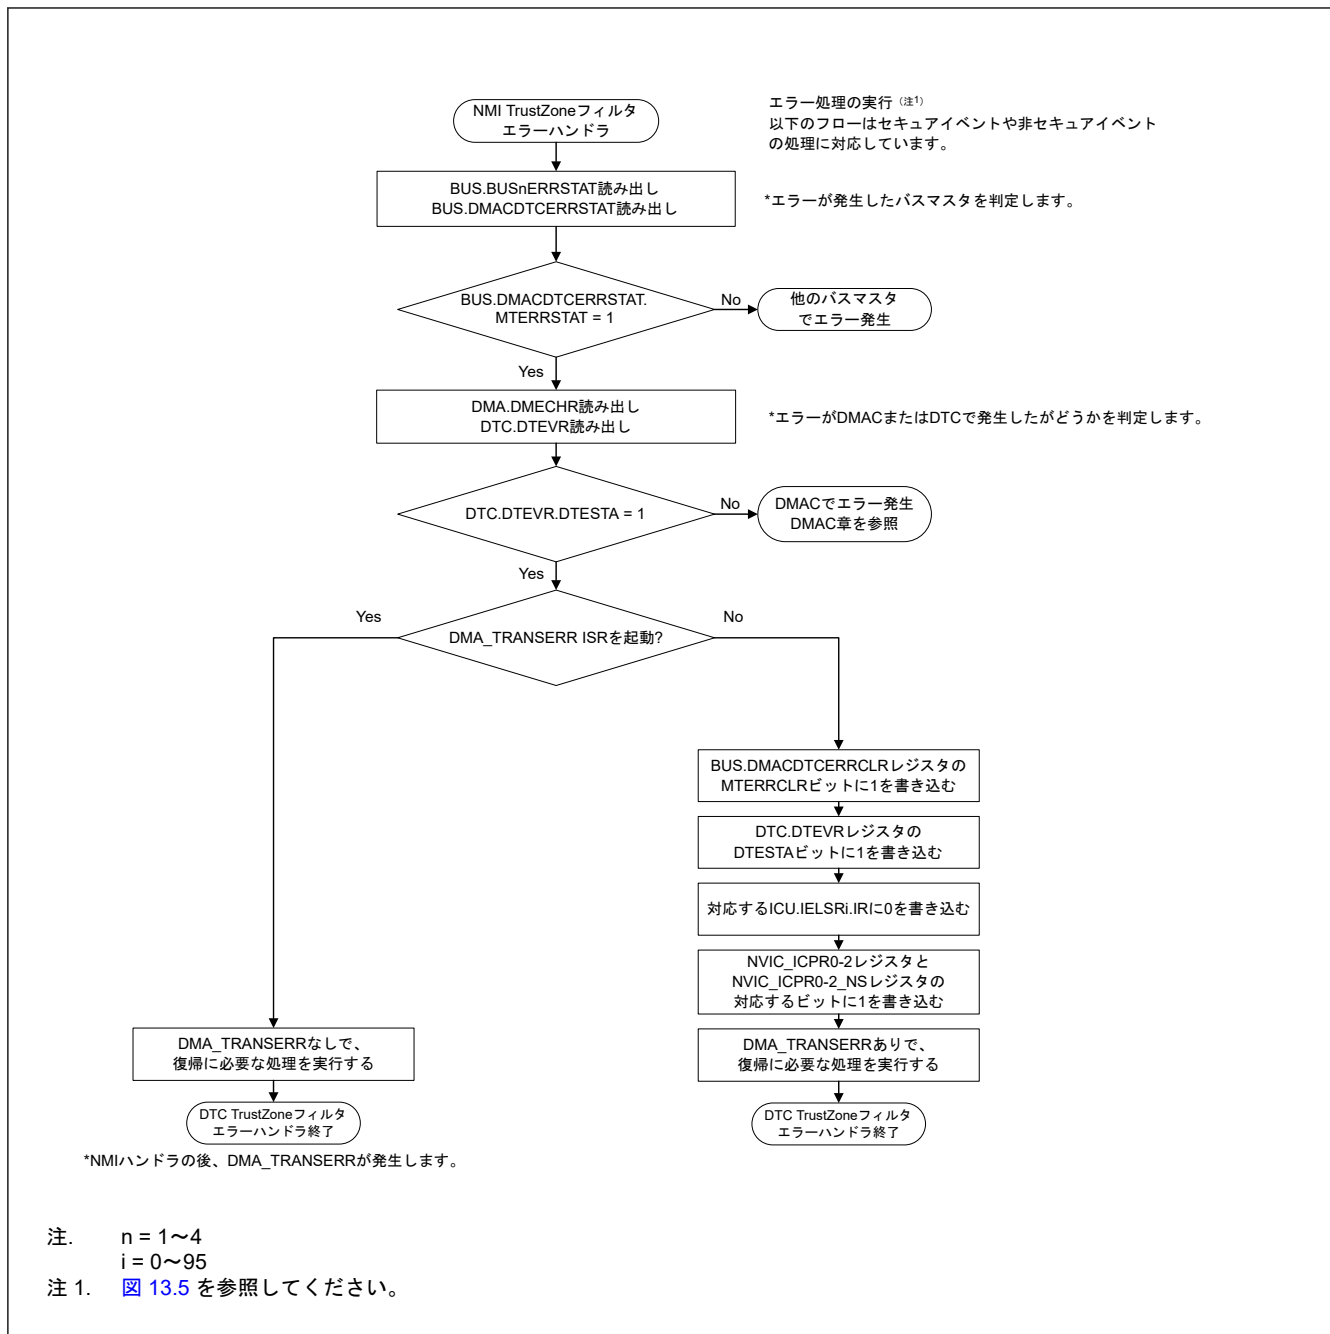 NMI TrustZoneフィルタ
エラーハンドラ
エラー処理の実行（注1）
以下のフローはセキュアイベントや非セキュアイベント
の処理に対応しています。
BUS.BUSnERRSTAT読み出し
BUS.DMACDTCERRSTAT読み出し
*エラーが発生したバスマスタを判定します。
BUS.DMACDTCERRSTAT.
MTERRSTAT = 1
No
他のバスマスタ
でエラー発生
Yes
DMA.DMECHR読み出し
DTC.DTEVR読み出し
*エラーがDMACまたはDTCで発生したがどうかを判定します。
DTC.DTEVR.DTESTA = 1
No
DMACでエラー発生
DMAC章を参照
Yes
DMA_TRANSERR ISRを起動?
Yes
No
BUS.DMACDTCERRCLRレジスタの
MTERRCLRビットに1を書き込む
DTC.DTEVRレジスタの
DTESTAビットに1を書き込む
対応するICU.IELSRi.IRに0を書き込む
NVIC_ICPR0-2レジスタと
NVIC_ICPR0-2_NSレジスタの
対応するビットに1を書き込む
DMA_TRANSERRなしで、
復帰に必要な処理を実行する
DMA_TRANSERRありで、
復帰に必要な処理を実行する
DTC TrustZoneフィルタ
エラーハンドラ終了
DTC TrustZoneフィルタ
エラーハンドラ終了
*NMIハンドラの後、DMA_TRANSERRが発生します。
注. n = 1～4
i = 0～95
注 1. 図 13.5 を参照してください。